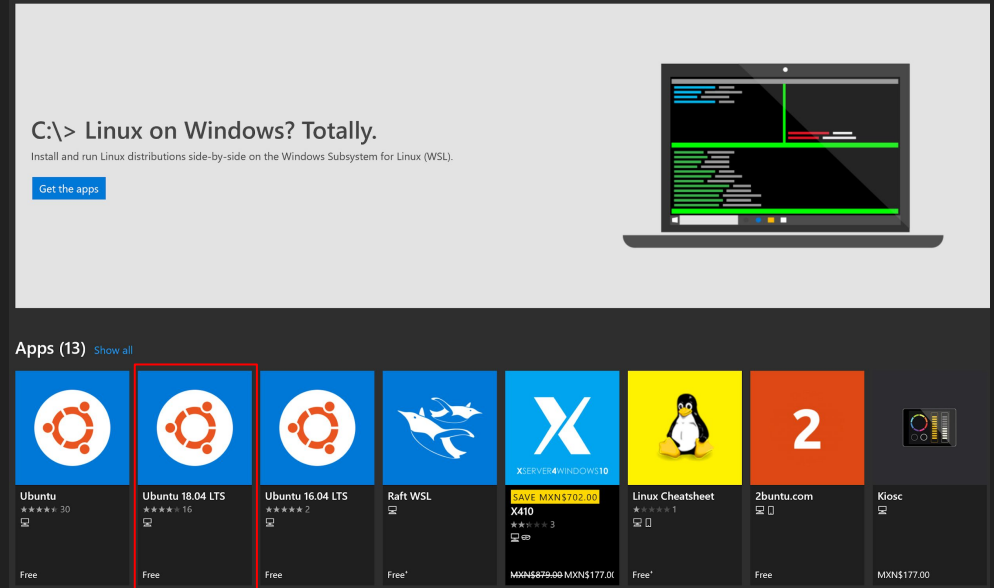 C:\> Linux on Windows? Totally.
Install and run Linux distributions side-by-side on the Windows Subsystem for Linux (WSL).
Get the apps
Apps (13) Show all
2
XSERVER4WINDOWS10
Ubuntu
30
Free
Ubuntu 18.04 LTS
16
Free
Ubuntu 16.04 LTS
2
Free
Raft WSL
Free*
SAVE MXN$702.00
X410
3
MXN$879.00 MXN$177.00
Linux Cheatsheet
1
Free*
2buntu.com
Free
Kiosc
MXN$177.00